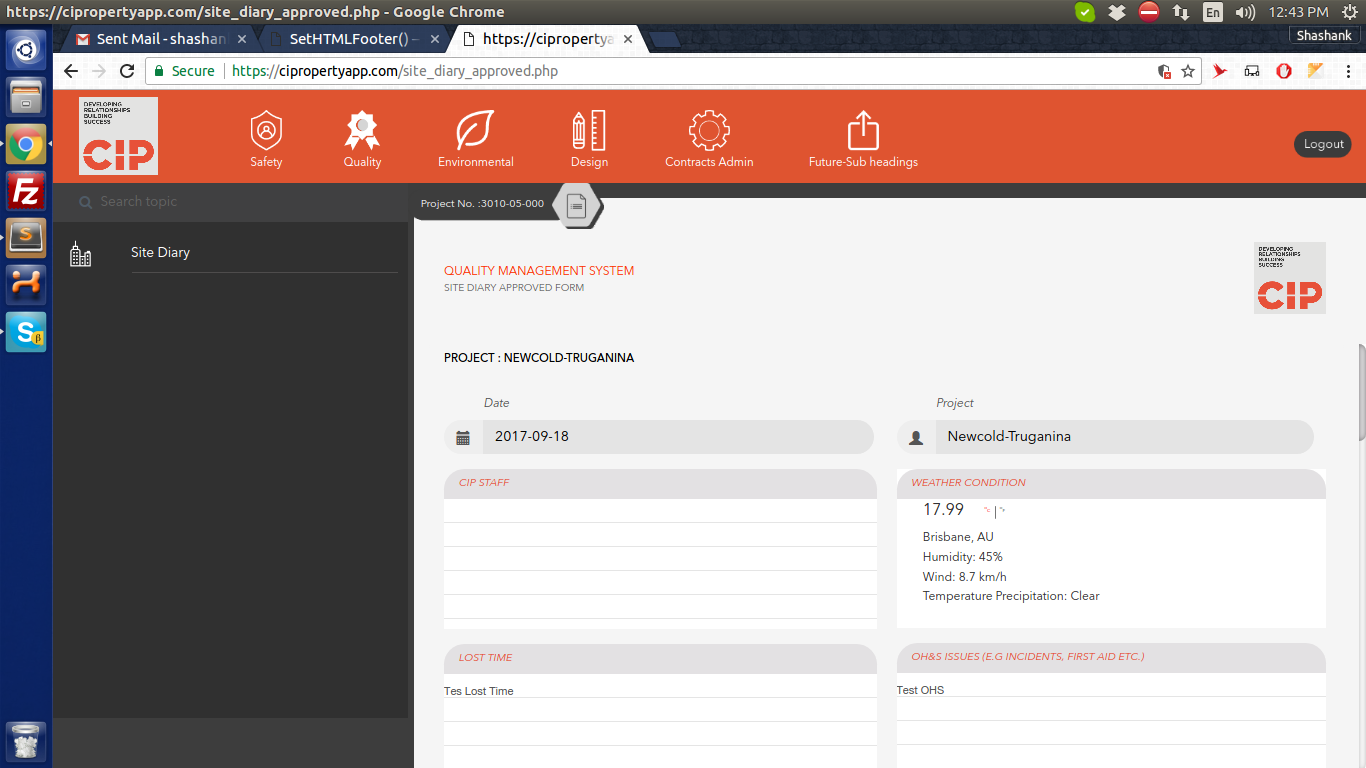 https://cipropertyapp.com/site_diary_approved.php - Google Chrome
En
12:43 PM
Sent Mail - shashan
SetHTMLFooter() –
https://cipropertya
Shashank
Secure
https://cipropertyapp.com/site_diary_approved.php
DEVELOPING
RELATIONSHIPS
BUILDING
SUCCESS
CIP
Safety
Quality
Environmental
Design
Contracts Admin
Future-Sub headings
Logout
Search topic
Site Diary
Project No. :3010-05-000
QUALITY MANAGEMENT SYSTEM
SITE DIARY APPROVED FORM
DEVELOPING
RELATIONSHIPS
BUILDING
SUCCESS
CIP
PROJECT : NEWCOLD-TRUGANINA
Date
Project
2017-09-18
Newcold-Truganina
CIP STAFF
WEATHER CONDITION
17.99 °C | °F
Brisbane, AU
Humidity: 45%
Wind: 8.7 km/h
Temperature Precipitation: Clear
LOST TIME
OH&S ISSUES (E.G INCIDENTS, FIRST AID ETC.)
Tes Lost Time
Test OHS